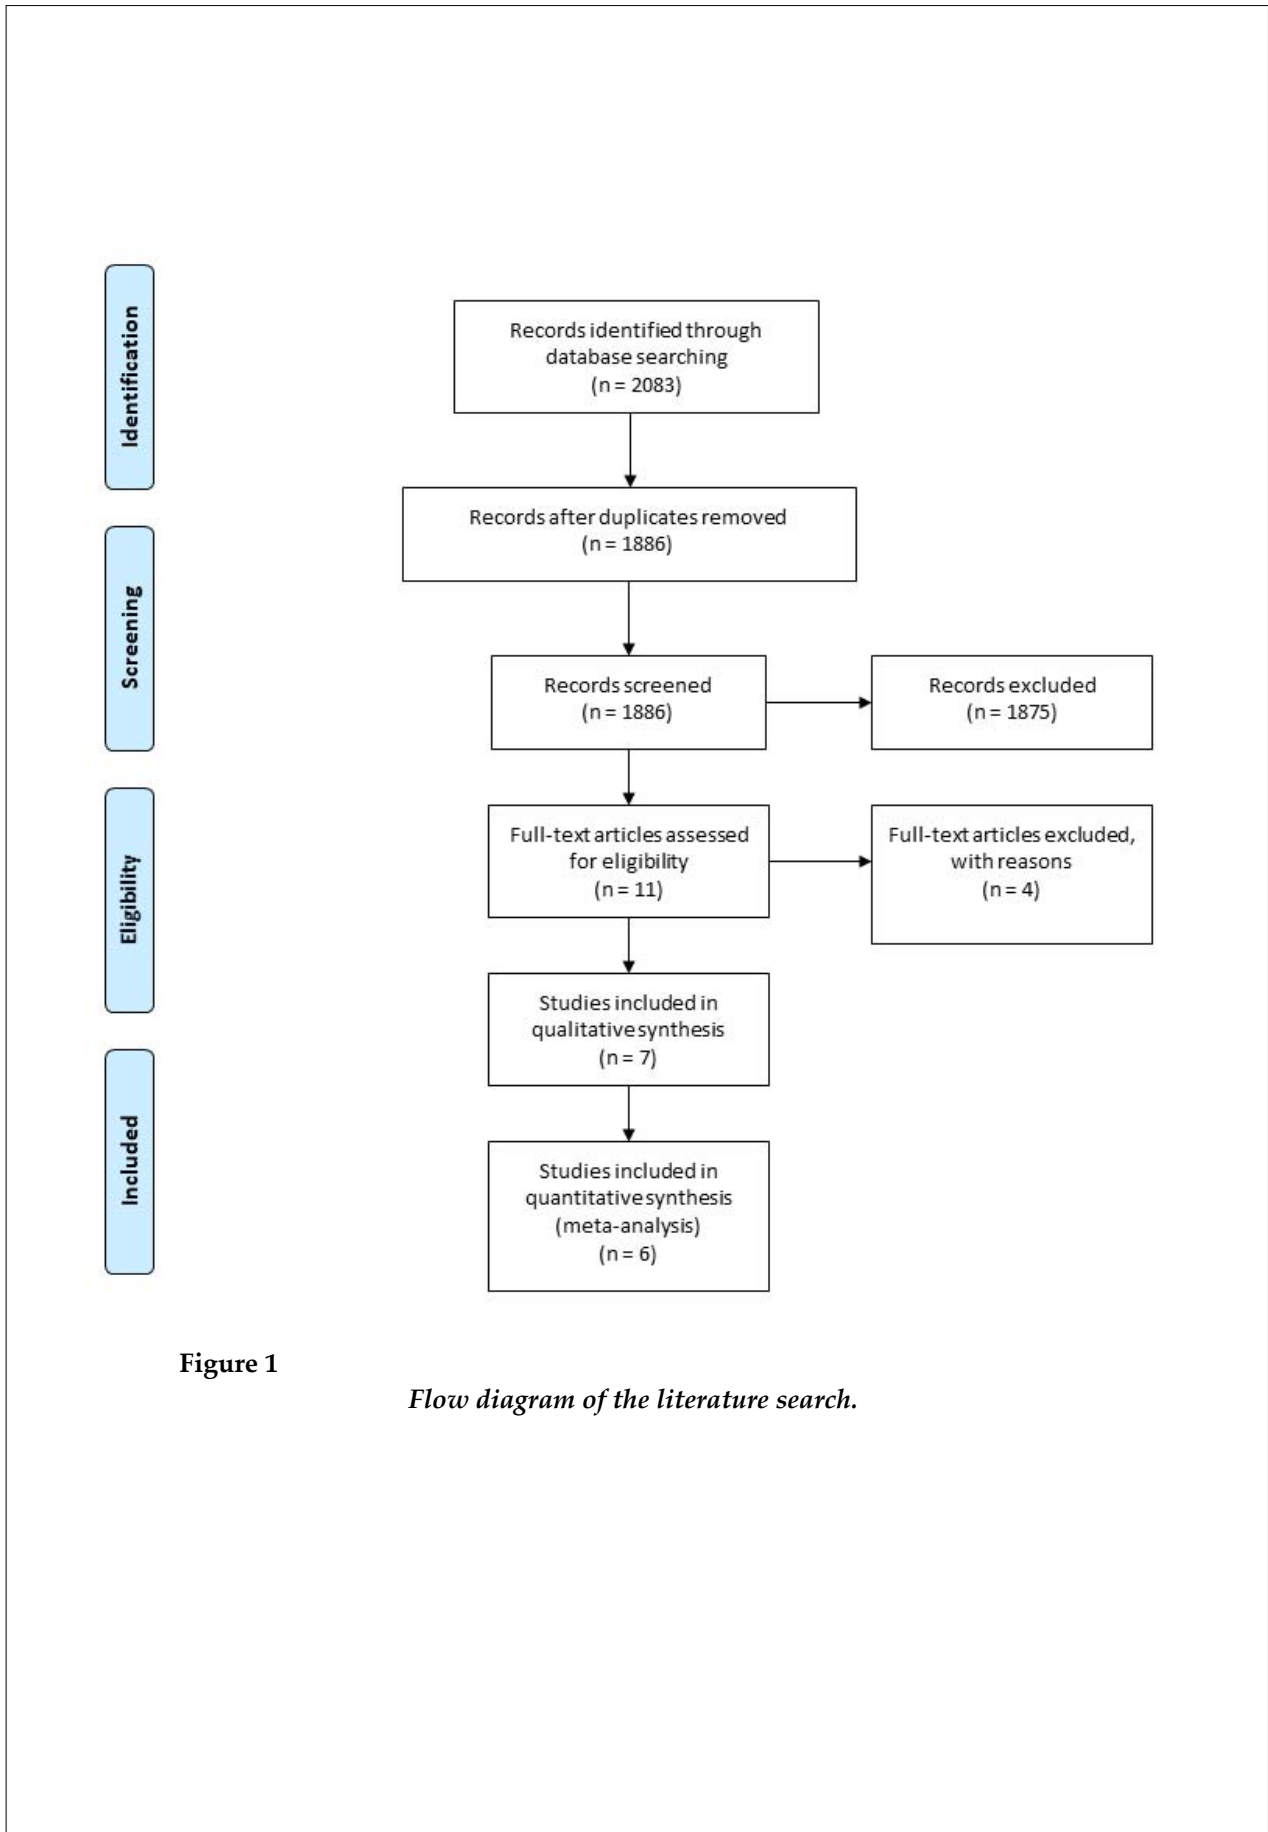 Identification
Records identified through
database searching
(n = 2083)
Records after duplicates removed
(n = 1886)
Screening
Records screened
(n = 1886)
Records excluded
(n = 1875)
Eligibility
Full-text articles assessed
for eligibility
(n = 11)
Full-text articles excluded,
with reasons
(n = 4)
Studies included in
qualitative synthesis
(n = 7)
Included
Studies included in
quantitative synthesis
(meta-analysis)
(n = 6)
Figure 1
Flow diagram of the literature search.